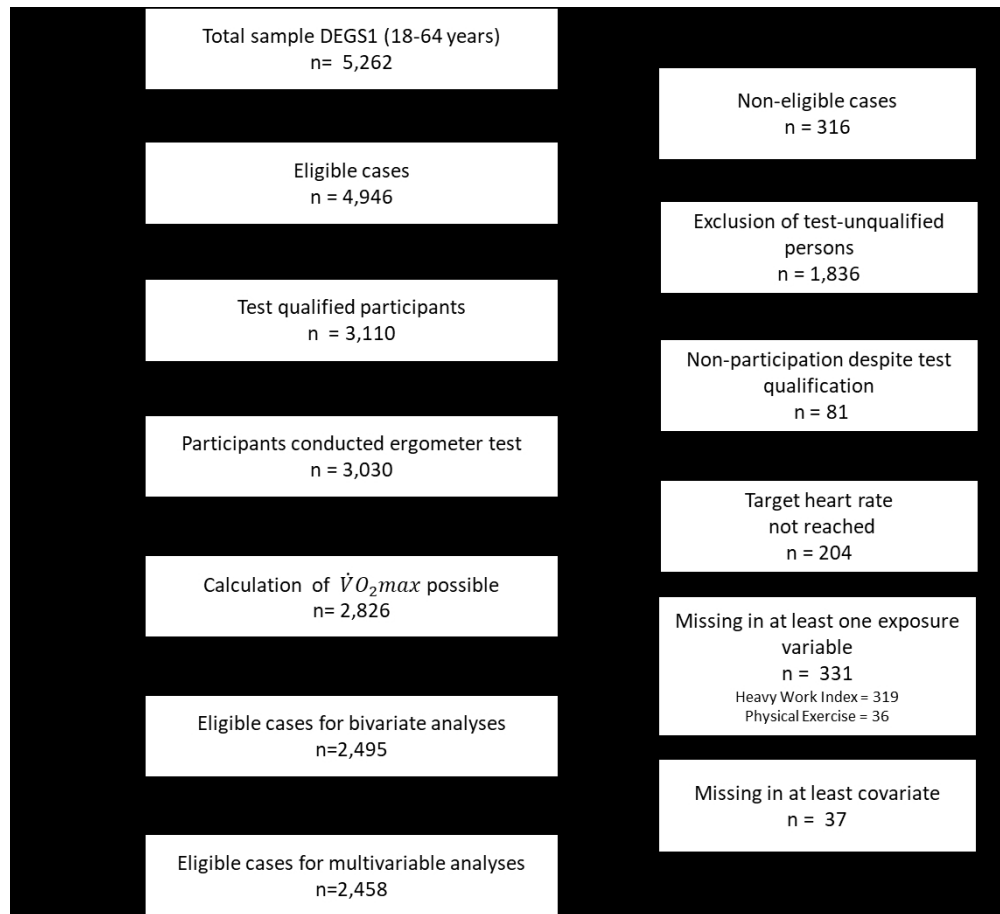 Total sample DEGS1 (18-64 years)
n= 5,262
Non-eligible cases
n = 316
Eligible cases
n = 4,946
Exclusion of test-unqualified
persons
n = 1,836
Test qualified participants
n = 3,110
Non-participation despite test
qualification
n = 81
Participants conducted ergometer test
n = 3,030
Target heart rate
not reached
n = 204
Calculation of V̇O₂max possible
n= 2,826
Missing in at least one exposure
variable
n = 331
Heavy Work Index = 319
Physical Exercise = 36
Eligible cases for bivariate analyses
n=2,495
Missing in at least covariate
n = 37
Eligible cases for multivariable analyses
n=2,458